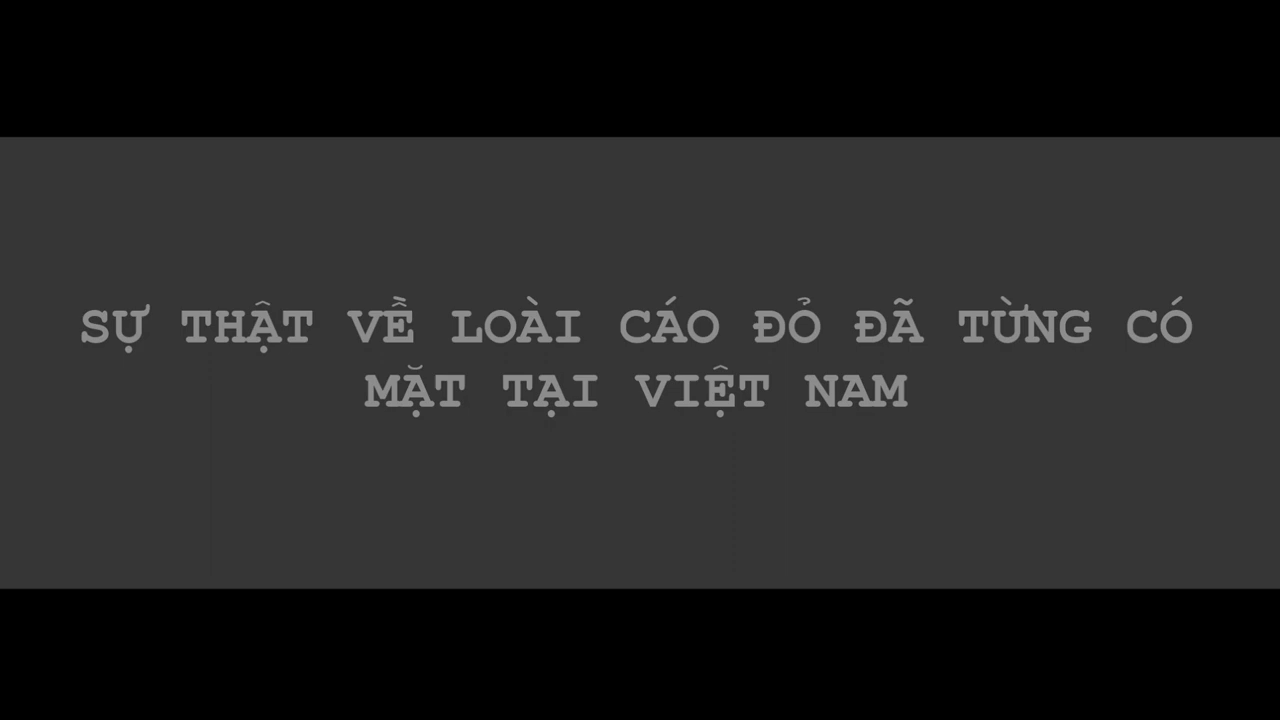 SỰ THẬT VỀ LOÀI CÁO ĐỎ ĐÃ TỪNG CÓ
MẶT TẠI VIỆT NAM